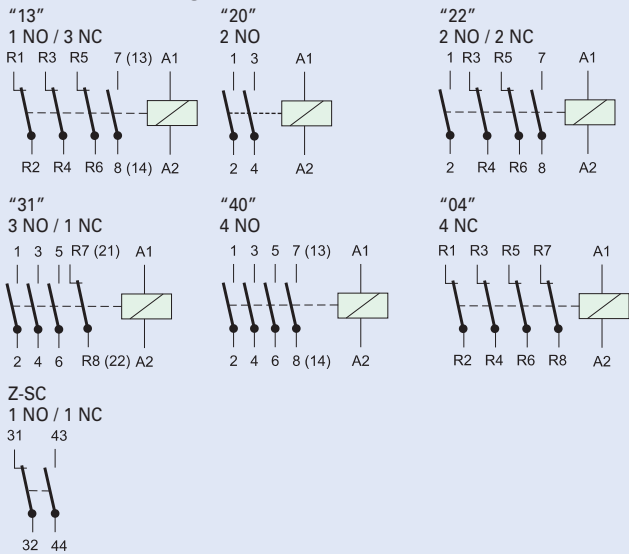 “13”
1 NO / 3 NC
R1 R3 R5 7 (13) A1
R2 R4 R6 8 (14) A2
“20”
2 NO
1 3 A1
2 4 A2
“22”
2 NO / 2 NC
1 R3 R5 7 A1
2 R4 R6 8 A2
“31”
3 NO / 1 NC
1 3 5 R7 (21) A1
2 4 6 R8 (22) A2
“40”
4 NO
1 3 5 7 (13) A1
2 4 6 8 (14) A2
“04”
4 NC
R1 R3 R5 R7 A1
R2 R4 R6 R8 A2
Z-SC
1 NO / 1 NC
31 43
32 44